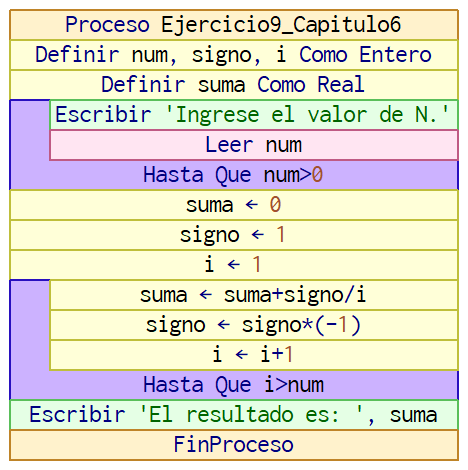 Proceso Ejercicio9_Capitulo6
Definir num, signo, i Como Entero
Definir suma Como Real
Escribir 'Ingrese el valor de N.'
Leer num
Hasta Que num>0
suma ← 0
signo ← 1
i ← 1
suma ← suma+signo/i
signo ← signo*(-1)
i ← i+1
Hasta Que i>num
Escribir 'El resultado es: ', suma
FinProceso